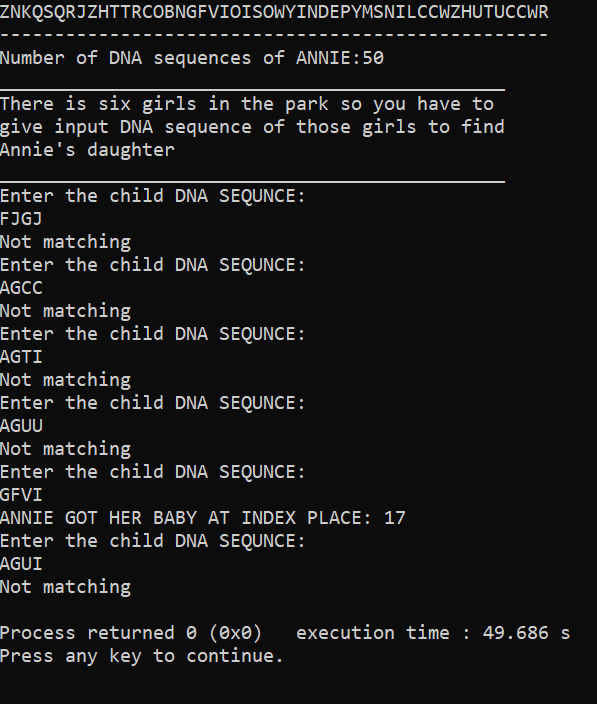 ZNKQSQRJZHTTRCOBNGFVIOISOWYINDEPYMSNILCCWZHUTUCCWR
--------------------------------------------------
Number of DNA sequences of ANNIE:50
There is six girls in the park so you have to
give input DNA sequence of those girls to find
Annie's daughter
Enter the child DNA SEQUNCE:
FJGJ
Not matching
Enter the child DNA SEQUNCE:
AGCC
Not matching
Enter the child DNA SEQUNCE:
AGTI
Not matching
Enter the child DNA SEQUNCE:
AGUU
Not matching
Enter the child DNA SEQUNCE:
GFVI
ANNIE GOT HER BABY AT INDEX PLACE: 17
Enter the child DNA SEQUNCE:
AGUI
Not matching
Process returned 0 (0x0)   execution time : 49.686 s
Press any key to continue.